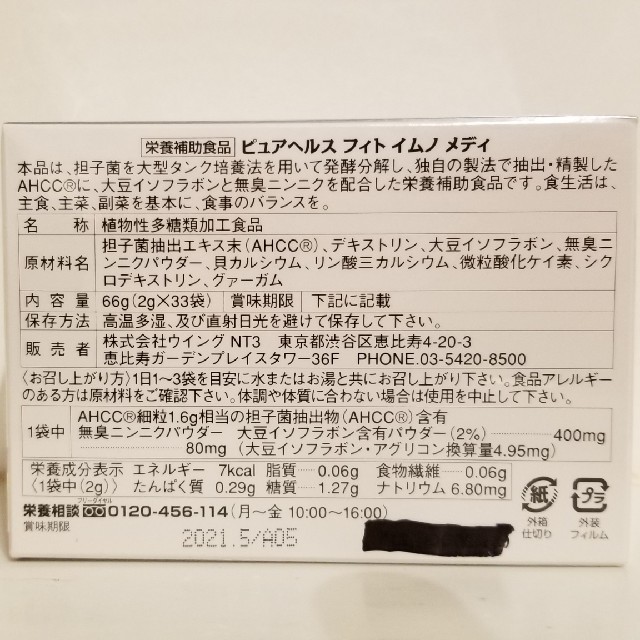 栄養補助食品 ピュアヘルス フィト イムノ メディ
本品は、担子菌を大型タンク培養法を用いて発酵分解し、独自の製法で抽出・精製した
AHCC®に、大豆イソフラボンと無臭ニンニクを配合した栄養補助食品です。食生活は、
主食、主菜、副菜を基本に、食事のバランスを。
名 称 植物性多糖類加工食品
原材料名 担子菌抽出エキス末(AHCC®)、デキストリン、大豆イソフラボン、無臭ニ
ンニクパウダー、貝カルシウム、リン酸三カルシウム、微粒酸化ケイ素、シク
ロデキストリン、グァーガム
内 容 量 66g(2g×33袋) 賞味期限 下記に記載
保存方法 高温多湿、及び直射日光を避けて保存して下さい。
販 売 者 株式会社ウイング NT3 東京都渋谷区恵比寿4-20-3
恵比寿ガーデンプレイスタワー36F PHONE.03-5420-8500
〈お召し上がり方〉1日1〜3袋を目安に水またはお湯と共にお召し上がり下さい。食品アレルギー
のある方は原材料をご確認下さい。体調や体質に合わない場合は使用を中止して下さい。
1袋中 AHCC®細粒1.6g相当の担子菌抽出物(AHCC®)含有
無臭ニンニクパウダー 大豆イソフラボン含有パウダー(2%) 400mg
80mg (大豆イソフラボン・アグリコン換算量4.95mg)
栄養成分表示 エネルギー 7kcal 脂質 0.06g 食物繊維 0.06g
〈1袋中(2g)〉 たんぱく質 0.29g 糖質 1.27g ナトリウム 6.80mg
フリーダイヤル
栄養相談 0120-456-114 (月〜金 10:00〜16:00)
賞味期限 2021.5/A05
紙
外箱
仕切り
プラ
外装
フィルム